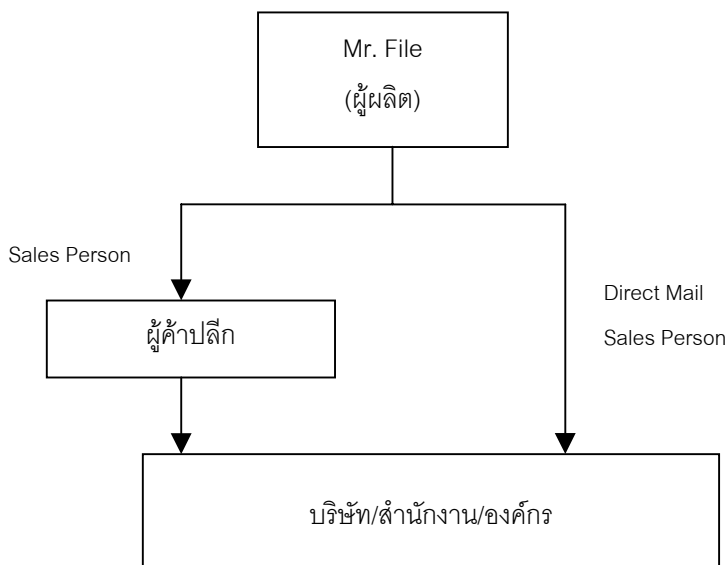 Mr. File
(ผู้ผลิต)
Sales Person
Direct Mail
Sales Person
ผู้ค้าปลีก
บริษัท/สำนักงาน/องค์กร